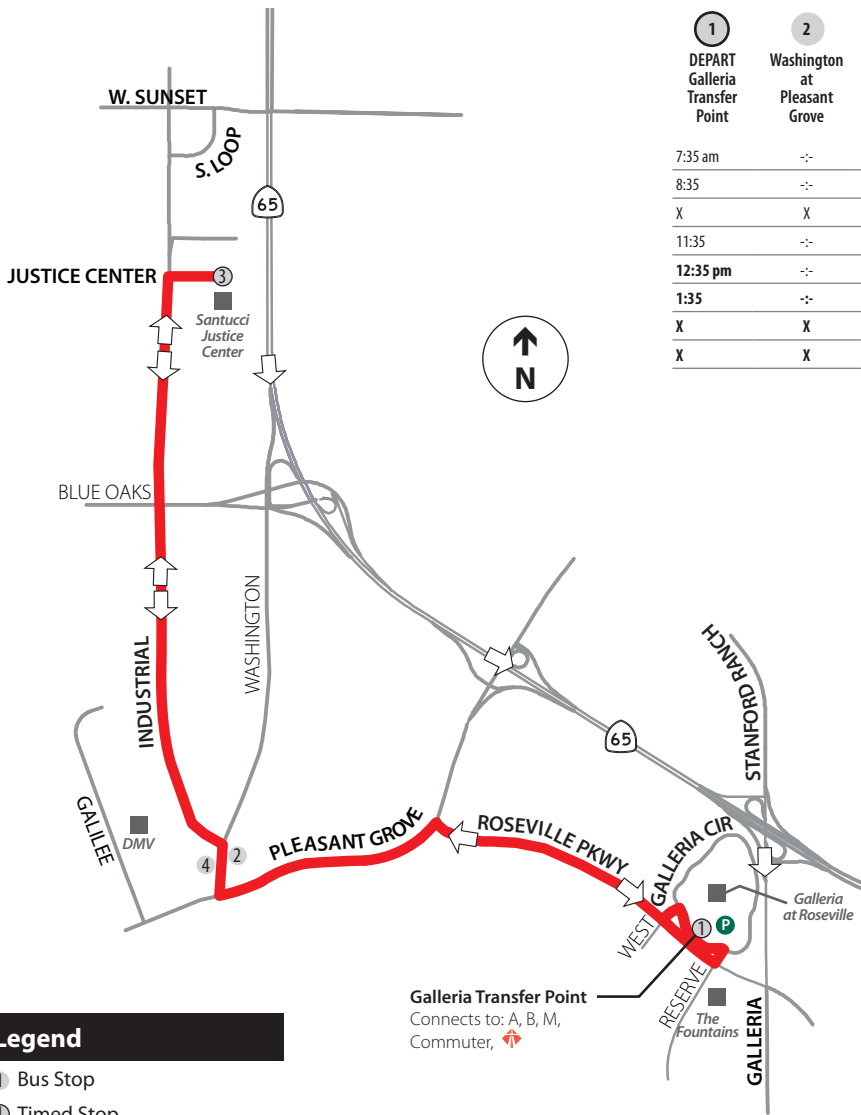 1
2
DEPART
Galleria
Transfer
Point
Washington
at
Pleasant
Grove
7:35 am -:-
8:35 -:-
X X
11:35 -:-
12:35 pm -:-
1:35 -:-
X X
X X
W. SUNSET
S. LOOP
65
JUSTICE CENTER
3
Santucci
Justice
Center
N
BLUE OAKS
WASHINGTON
INDUSTRIAL
STANFORD RANCH
65
GALILEE
DMV
4
2
PLEASANT GROVE
ROSEVILLE PKWY
GALLERIA CIR
Galleria
at Roseville
WEST
1
P
RESERVE
The
Fountains
GALLERIA
Galleria Transfer Point
Connects to: A, B, M,
Commuter,
Legend
Bus Stop
Timed Stop